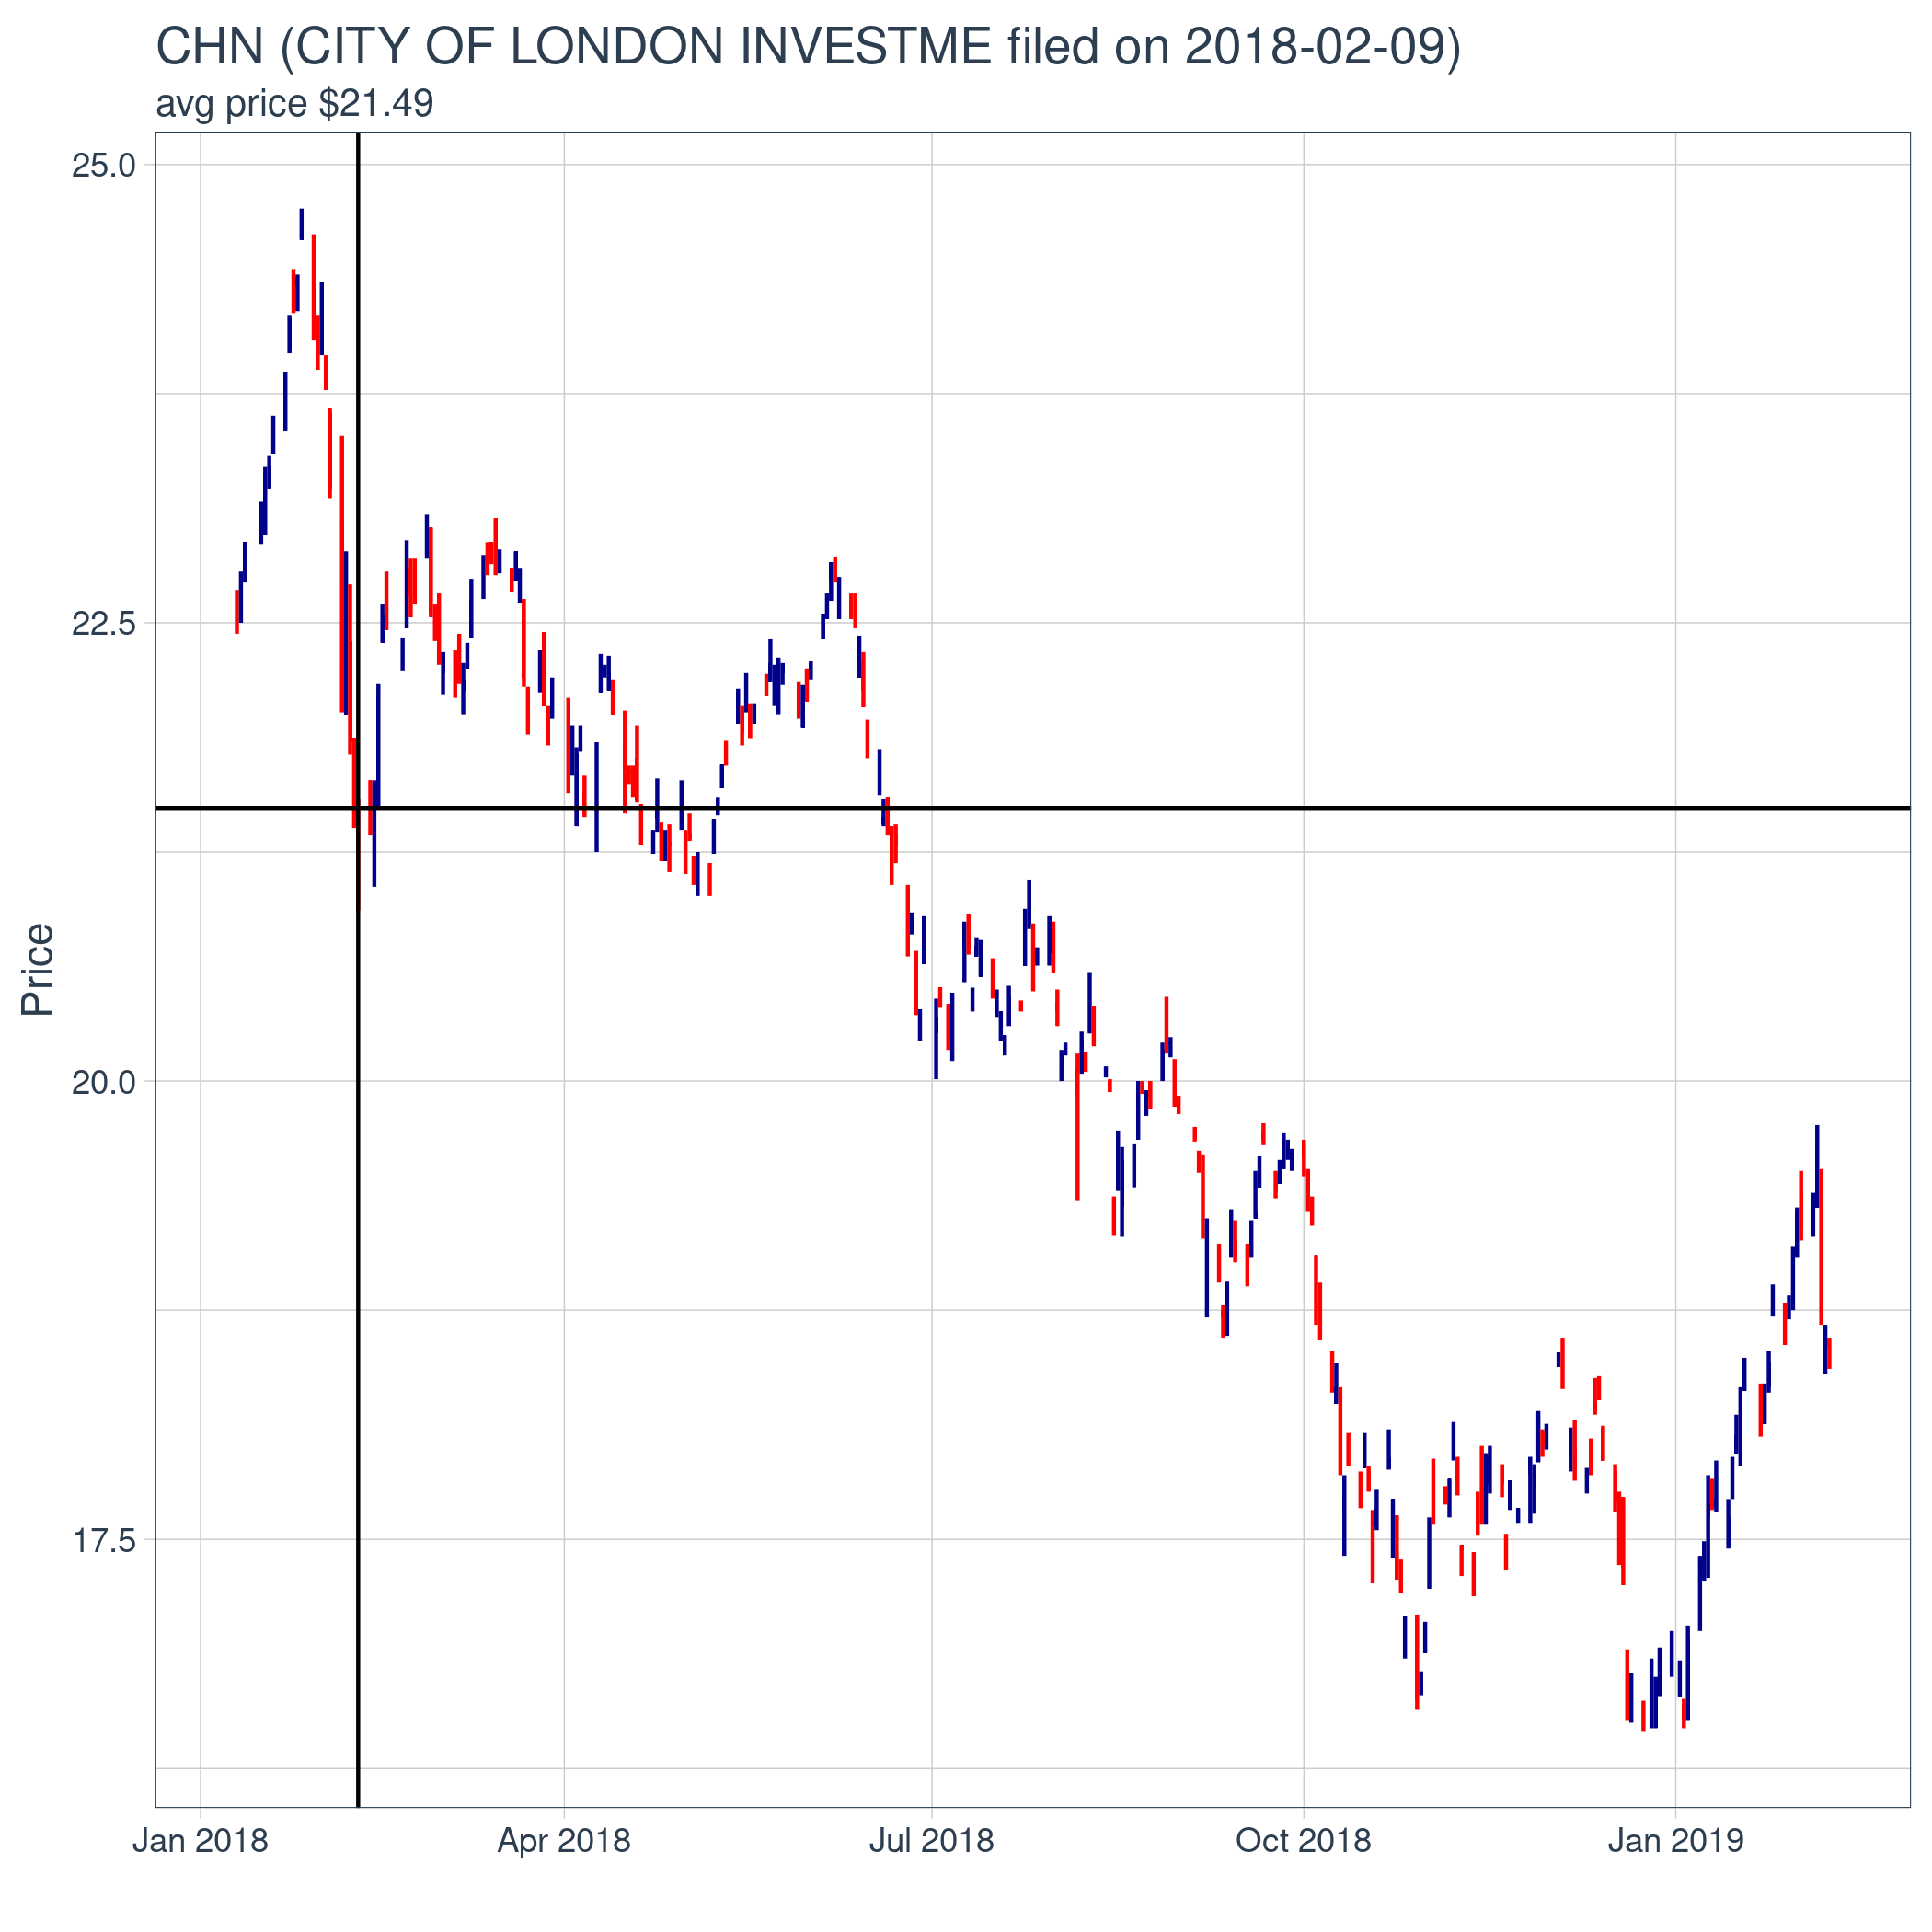 CHN (CITY OF LONDON INVESTME filed on 2018-02-09)
avg price $21.49
25.0
22.5
20.0
17.5
Price
Jan 2018
Apr 2018
Jul 2018
Oct 2018
Jan 2019